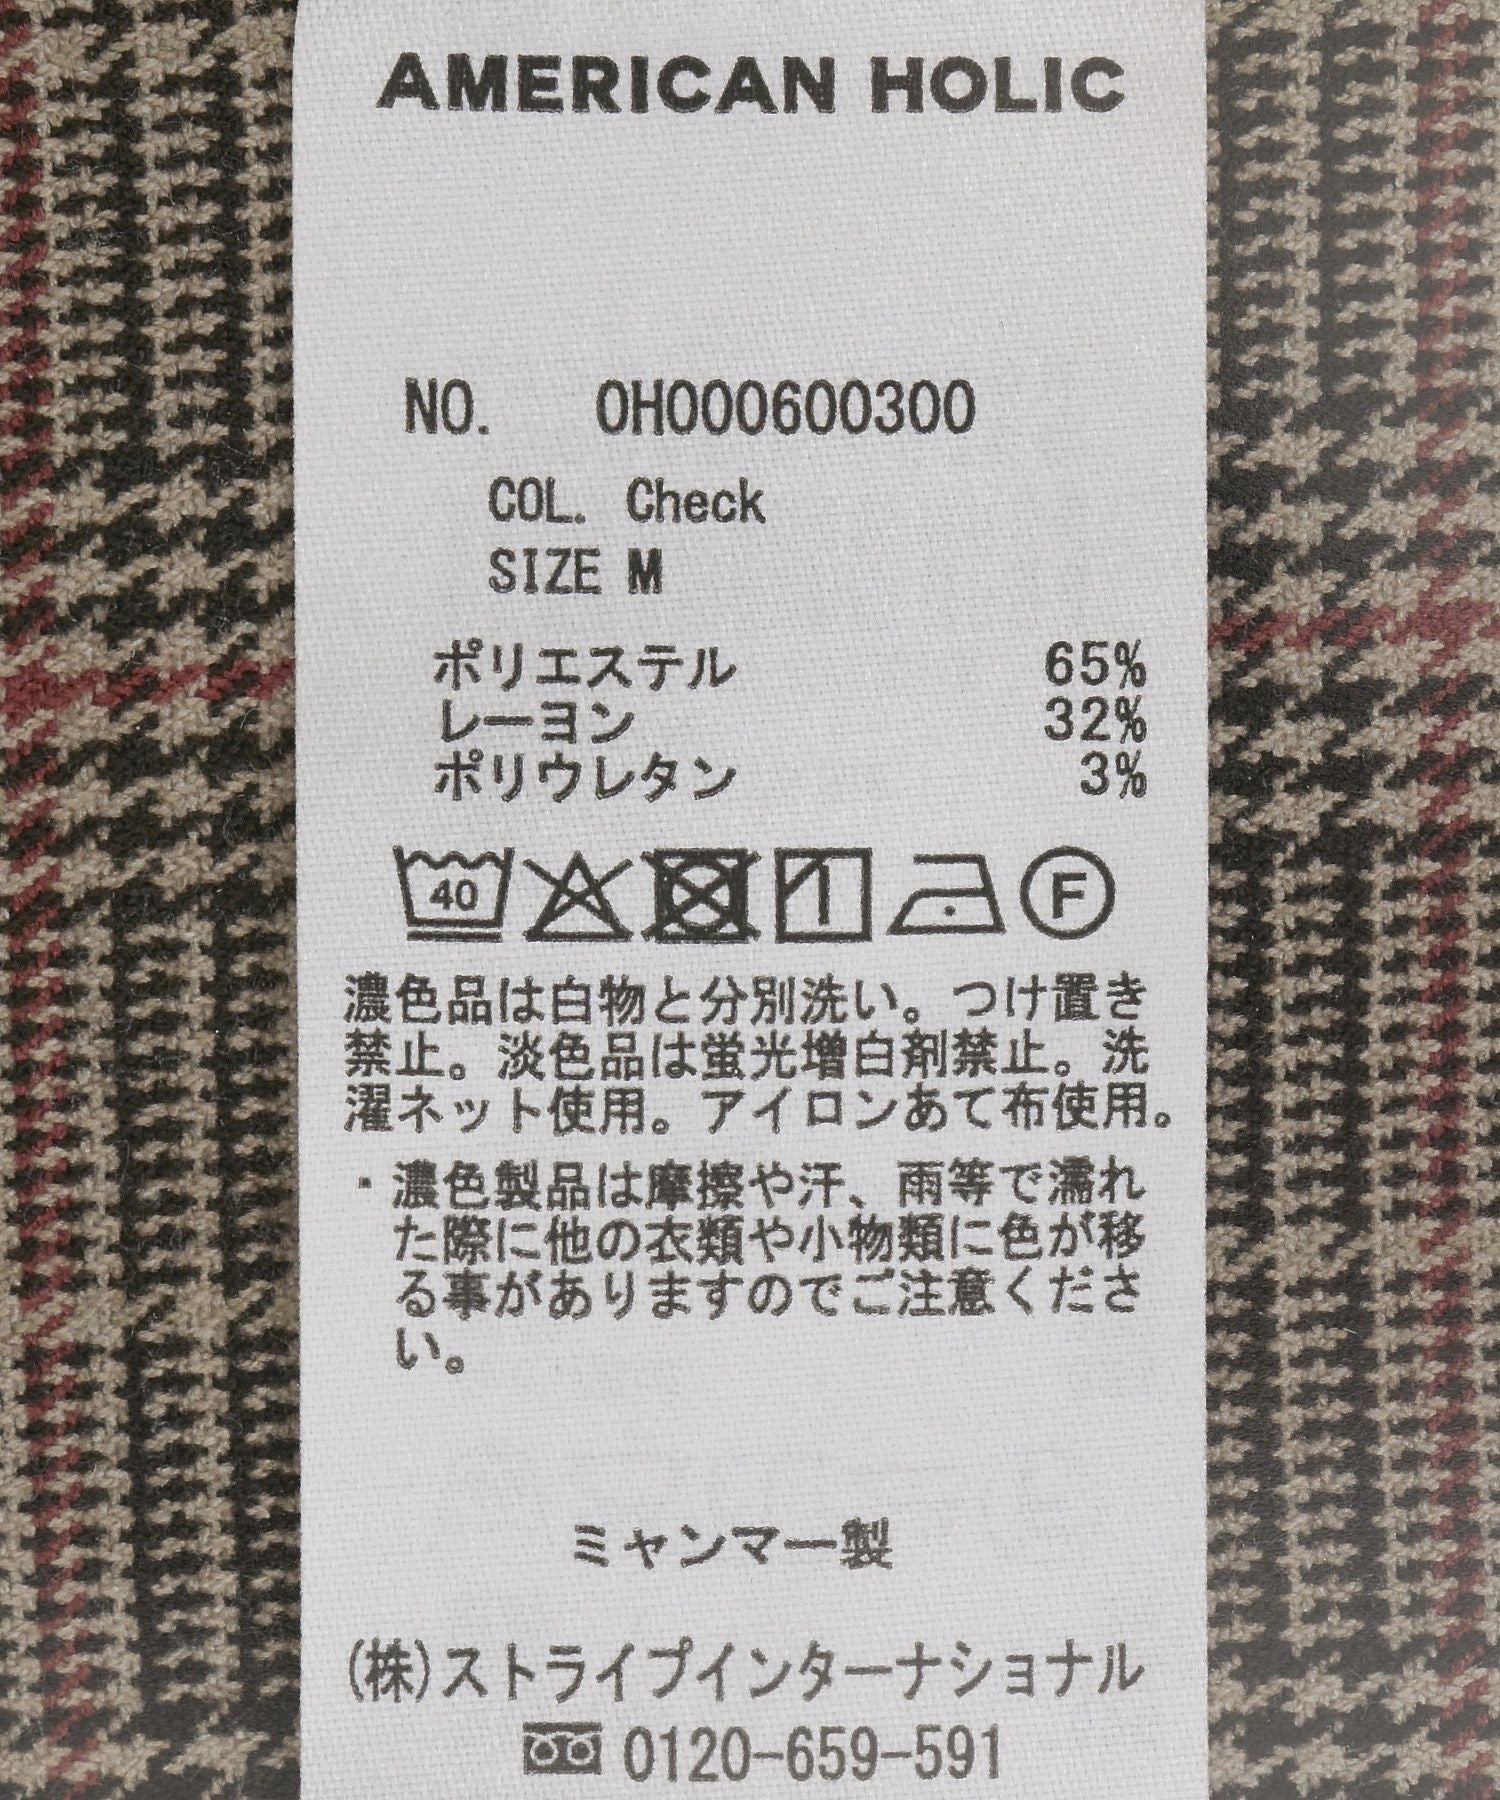 AMERICAN HOLIC
NO. 0H000600300
COL. Check
SIZE M
ポリエステル 65%
レーヨン 32%
ポリウレタン 3%
40 F
濃色品は白物と分別洗い。つけ置き
禁止。淡色品は蛍光増白剤禁止。洗
濯ネット使用。アイロンあて布使用。
・濃色製品は摩擦や汗、雨等で濡れ
た際に他の衣類や小物類に色が移
る事がありますのでご注意くださ
い。
ミャンマー製
(株)ストライプインターナショナル
0120-659-591